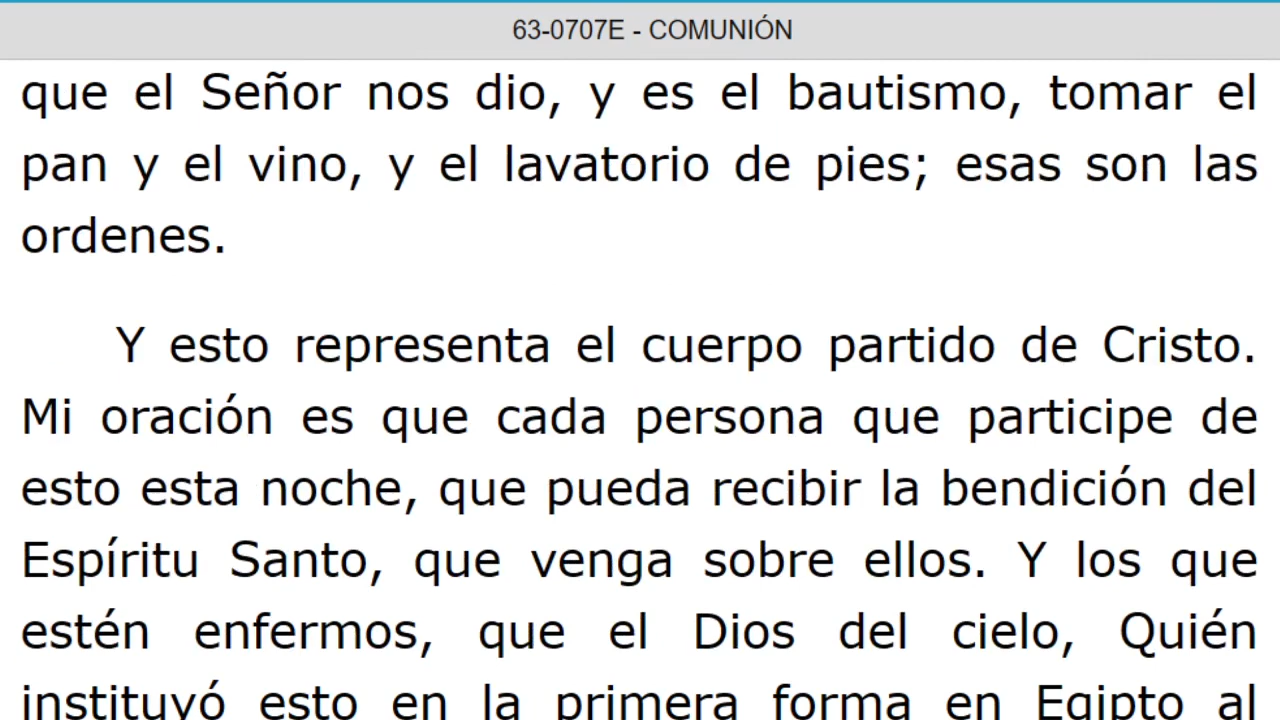 63-0707E - COMUNIÓN
que el Señor nos dio, y es el bautismo, tomar el
pan y el vino, y el lavatorio de pies; esas son las
ordenes.
Y esto representa el cuerpo partido de Cristo.
Mi oración es que cada persona que participe de
esto esta noche, que pueda recibir la bendición del
Espíritu Santo, que venga sobre ellos. Y los que
estén enfermos, que el Dios del cielo, Quién
instituyó esto en la primera forma en Egipto al